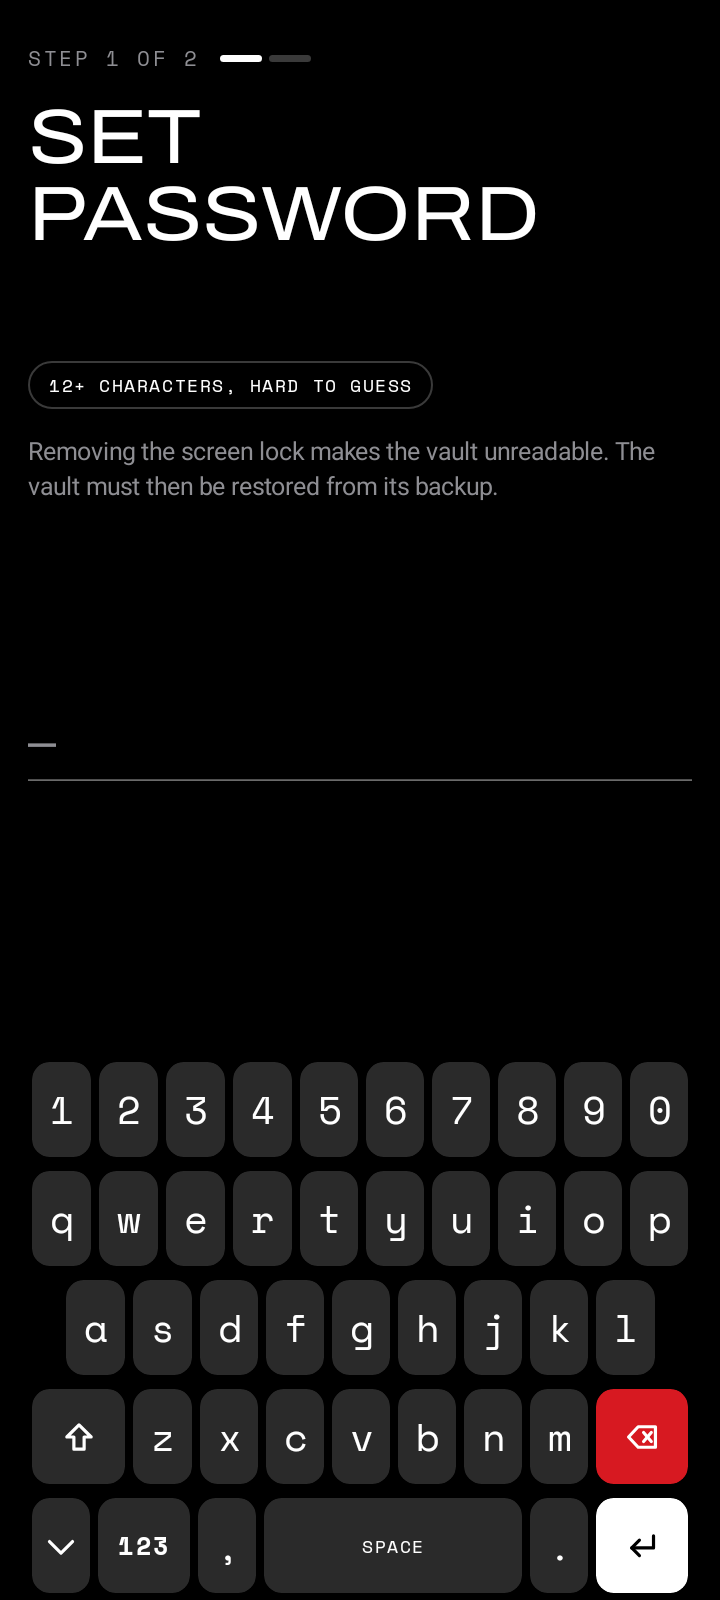 STEP 1 OF 2
SET
PASSWORD
12+ CHARACTERS, HARD TO GUESS
Removing the screen lock makes the vault unreadable. The
vault must then be restored from its backup.
1 2 3 4 5 6 7 8 9 0
q w e r t y u i o p
a s d f g h j k l
z x c v b n m
123 , SPACE .